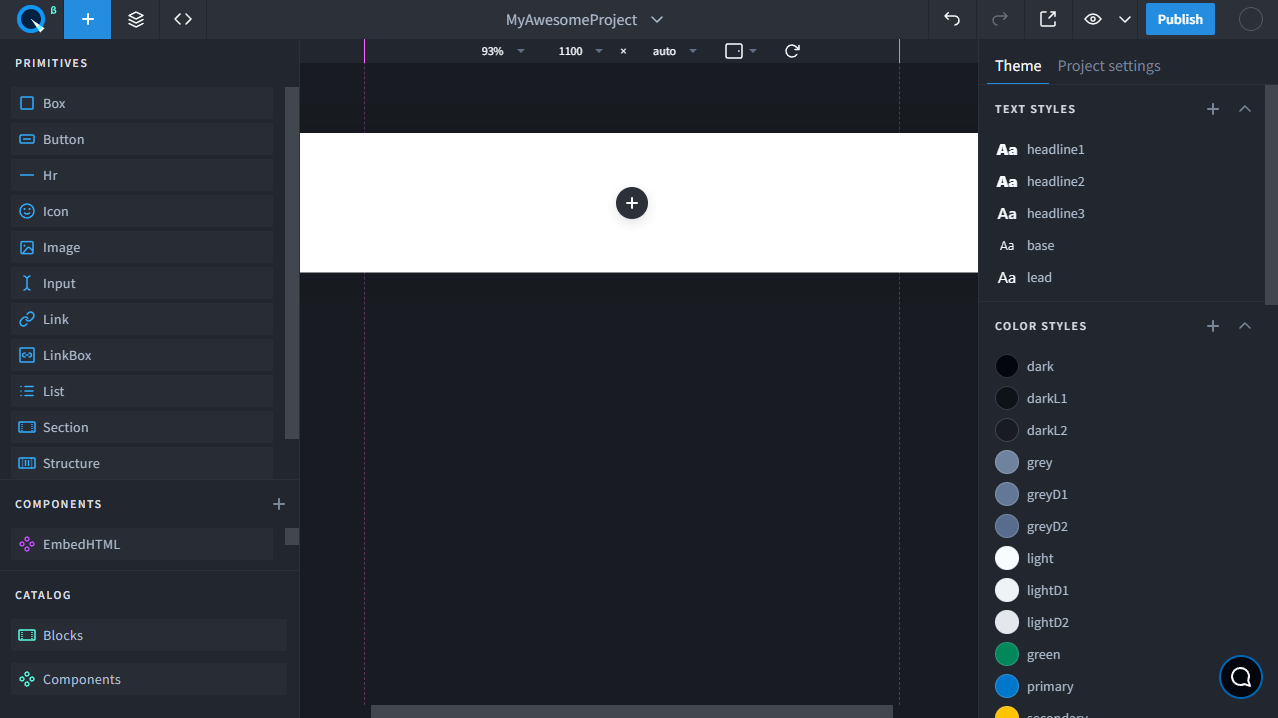 β
MyAwesomeProject
Publish
PRIMITIVES
Box
Button
Hr
Icon
Image
Input
Link
LinkBox
List
Section
Structure
COMPONENTS
EmbedHTML
CATALOG
Blocks
Components
93% 1100 × auto
Theme Project settings
TEXT STYLES
Aa headline1
Aa headline2
Aa headline3
Aa base
Aa lead
COLOR STYLES
dark
darkL1
darkL2
grey
greyD1
greyD2
light
lightD1
lightD2
green
primary
secondary